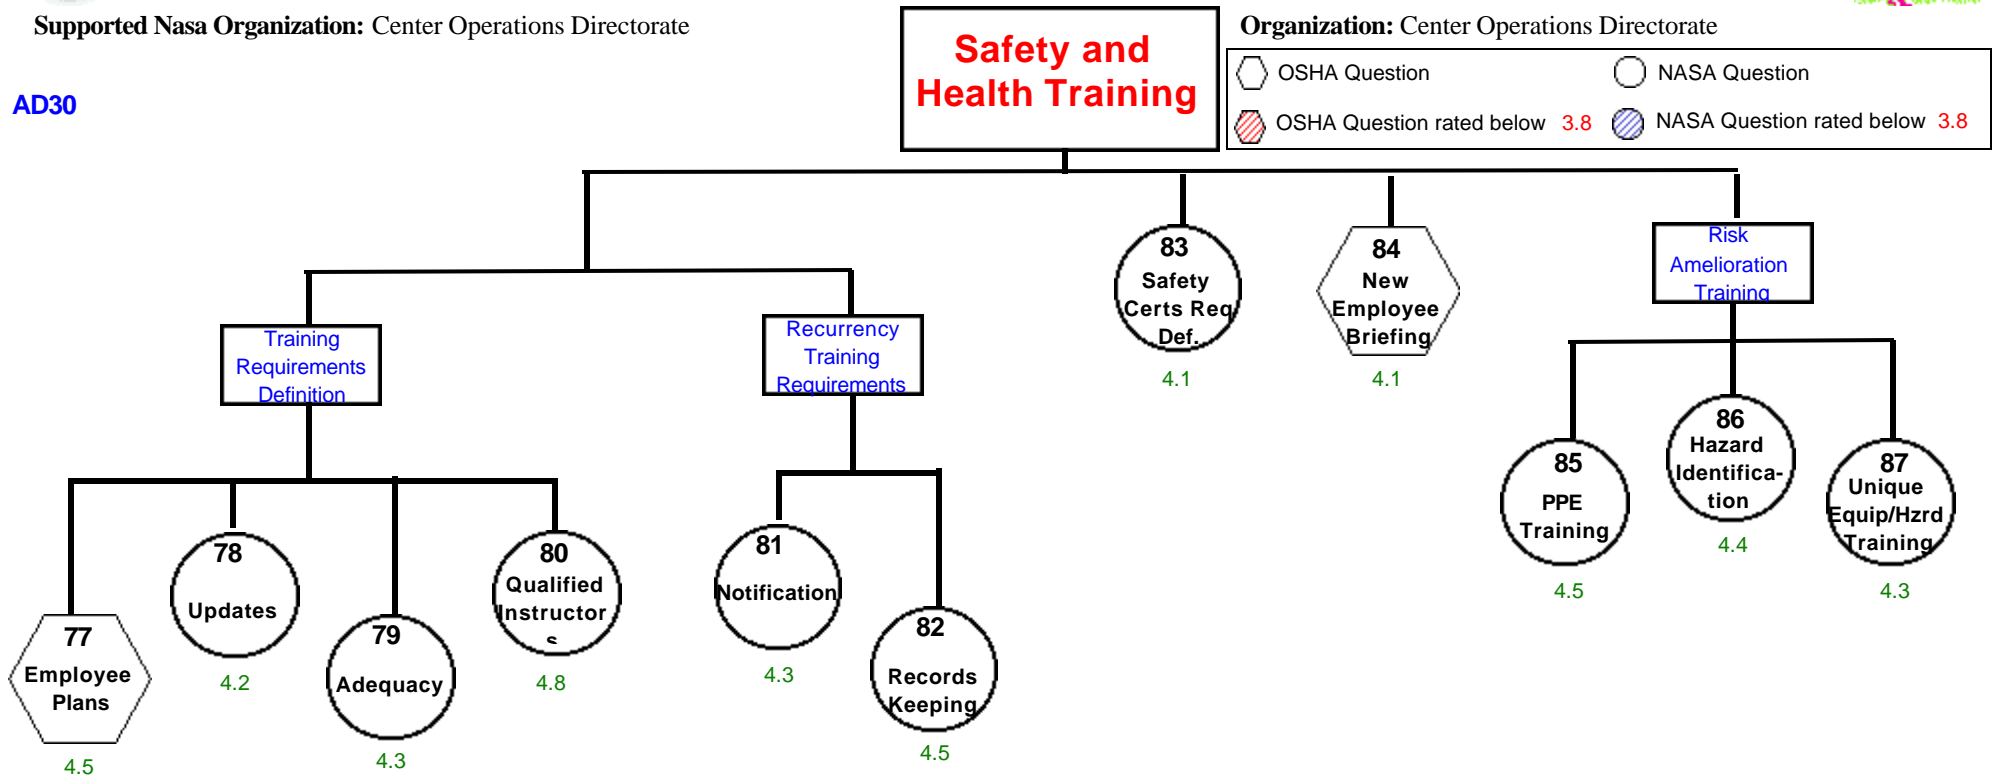 Supported Nasa Organization: Center Operations Directorate
Organization: Center Operations Directorate
AD30
Safety and
Health Training
OSHA Question
NASA Question
OSHA Question rated below 3.8
NASA Question rated below 3.8
83
Safety
Certs Req
Def.
4.1
84
New
Employee
Briefing
4.1
Risk
Amelioration
Training
Training
Requirements
Definition
Recurrency
Training
Requirements
85
PPE
Training
4.5
86
Hazard
Identifica-
tion
4.4
87
Unique
Equip/Hzrd
Training
4.3
77
Employee
Plans
4.5
78
Updates
4.2
79
Adequacy
4.3
80
Qualified
Instructor
s
4.8
81
Notification
4.3
82
Records
Keeping
4.5